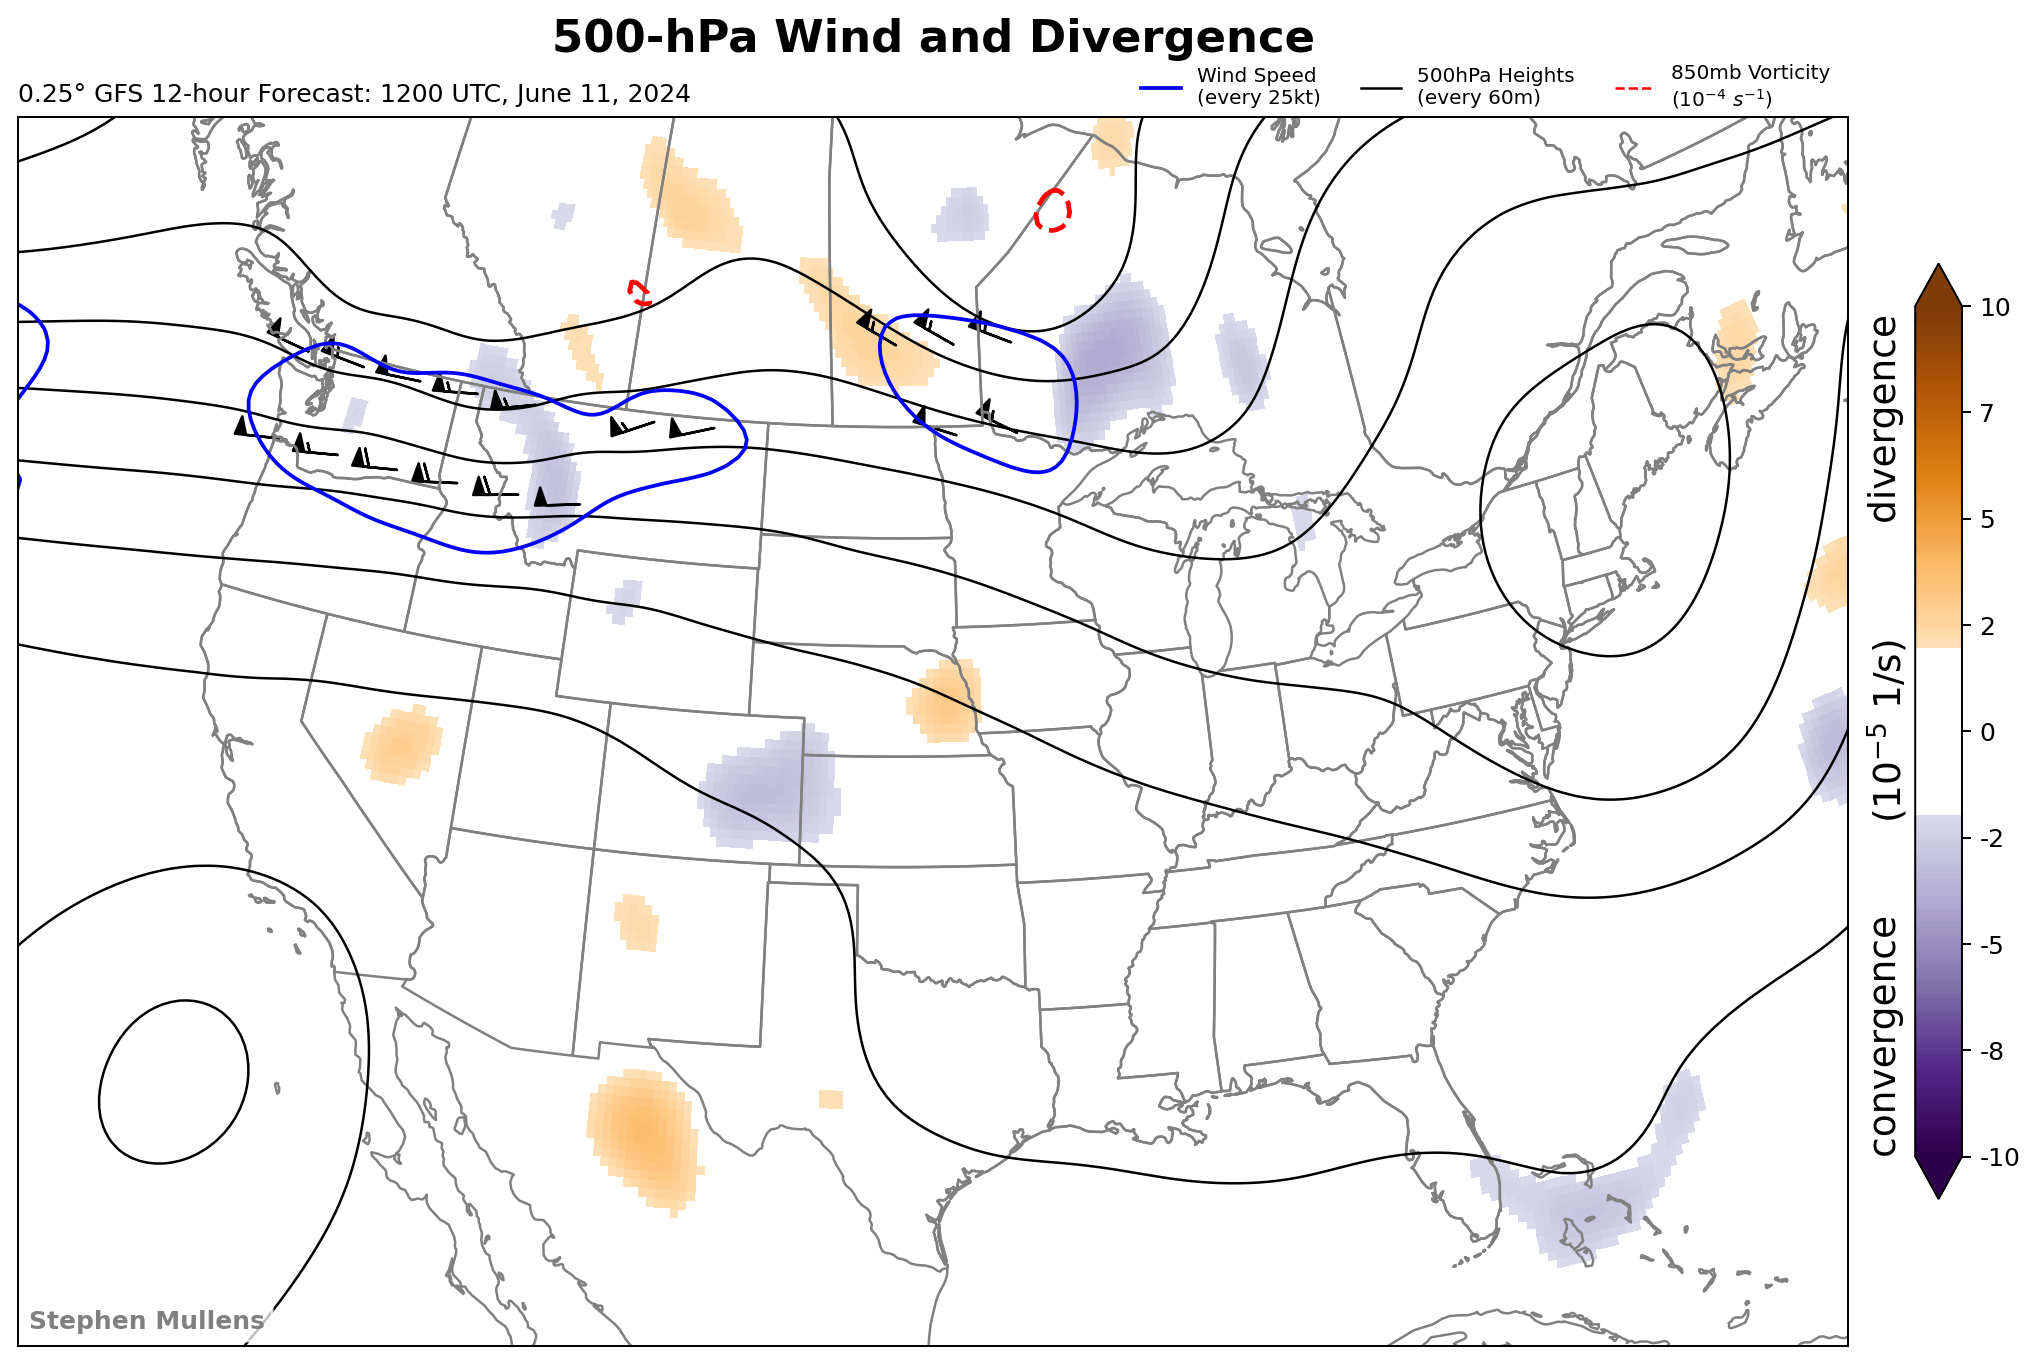 500-hPa Wind and Divergence
0.25° GFS 12-hour Forecast: 1200 UTC, June 11, 2024
Wind Speed
(every 25kt)
500hPa Heights
(every 60m)
850mb Vorticity
(10⁻⁴ s⁻¹)
10
7
5
2
0
-2
-5
-8
-10
convergence (10⁻⁵ 1/s) divergence
Stephen Mullens